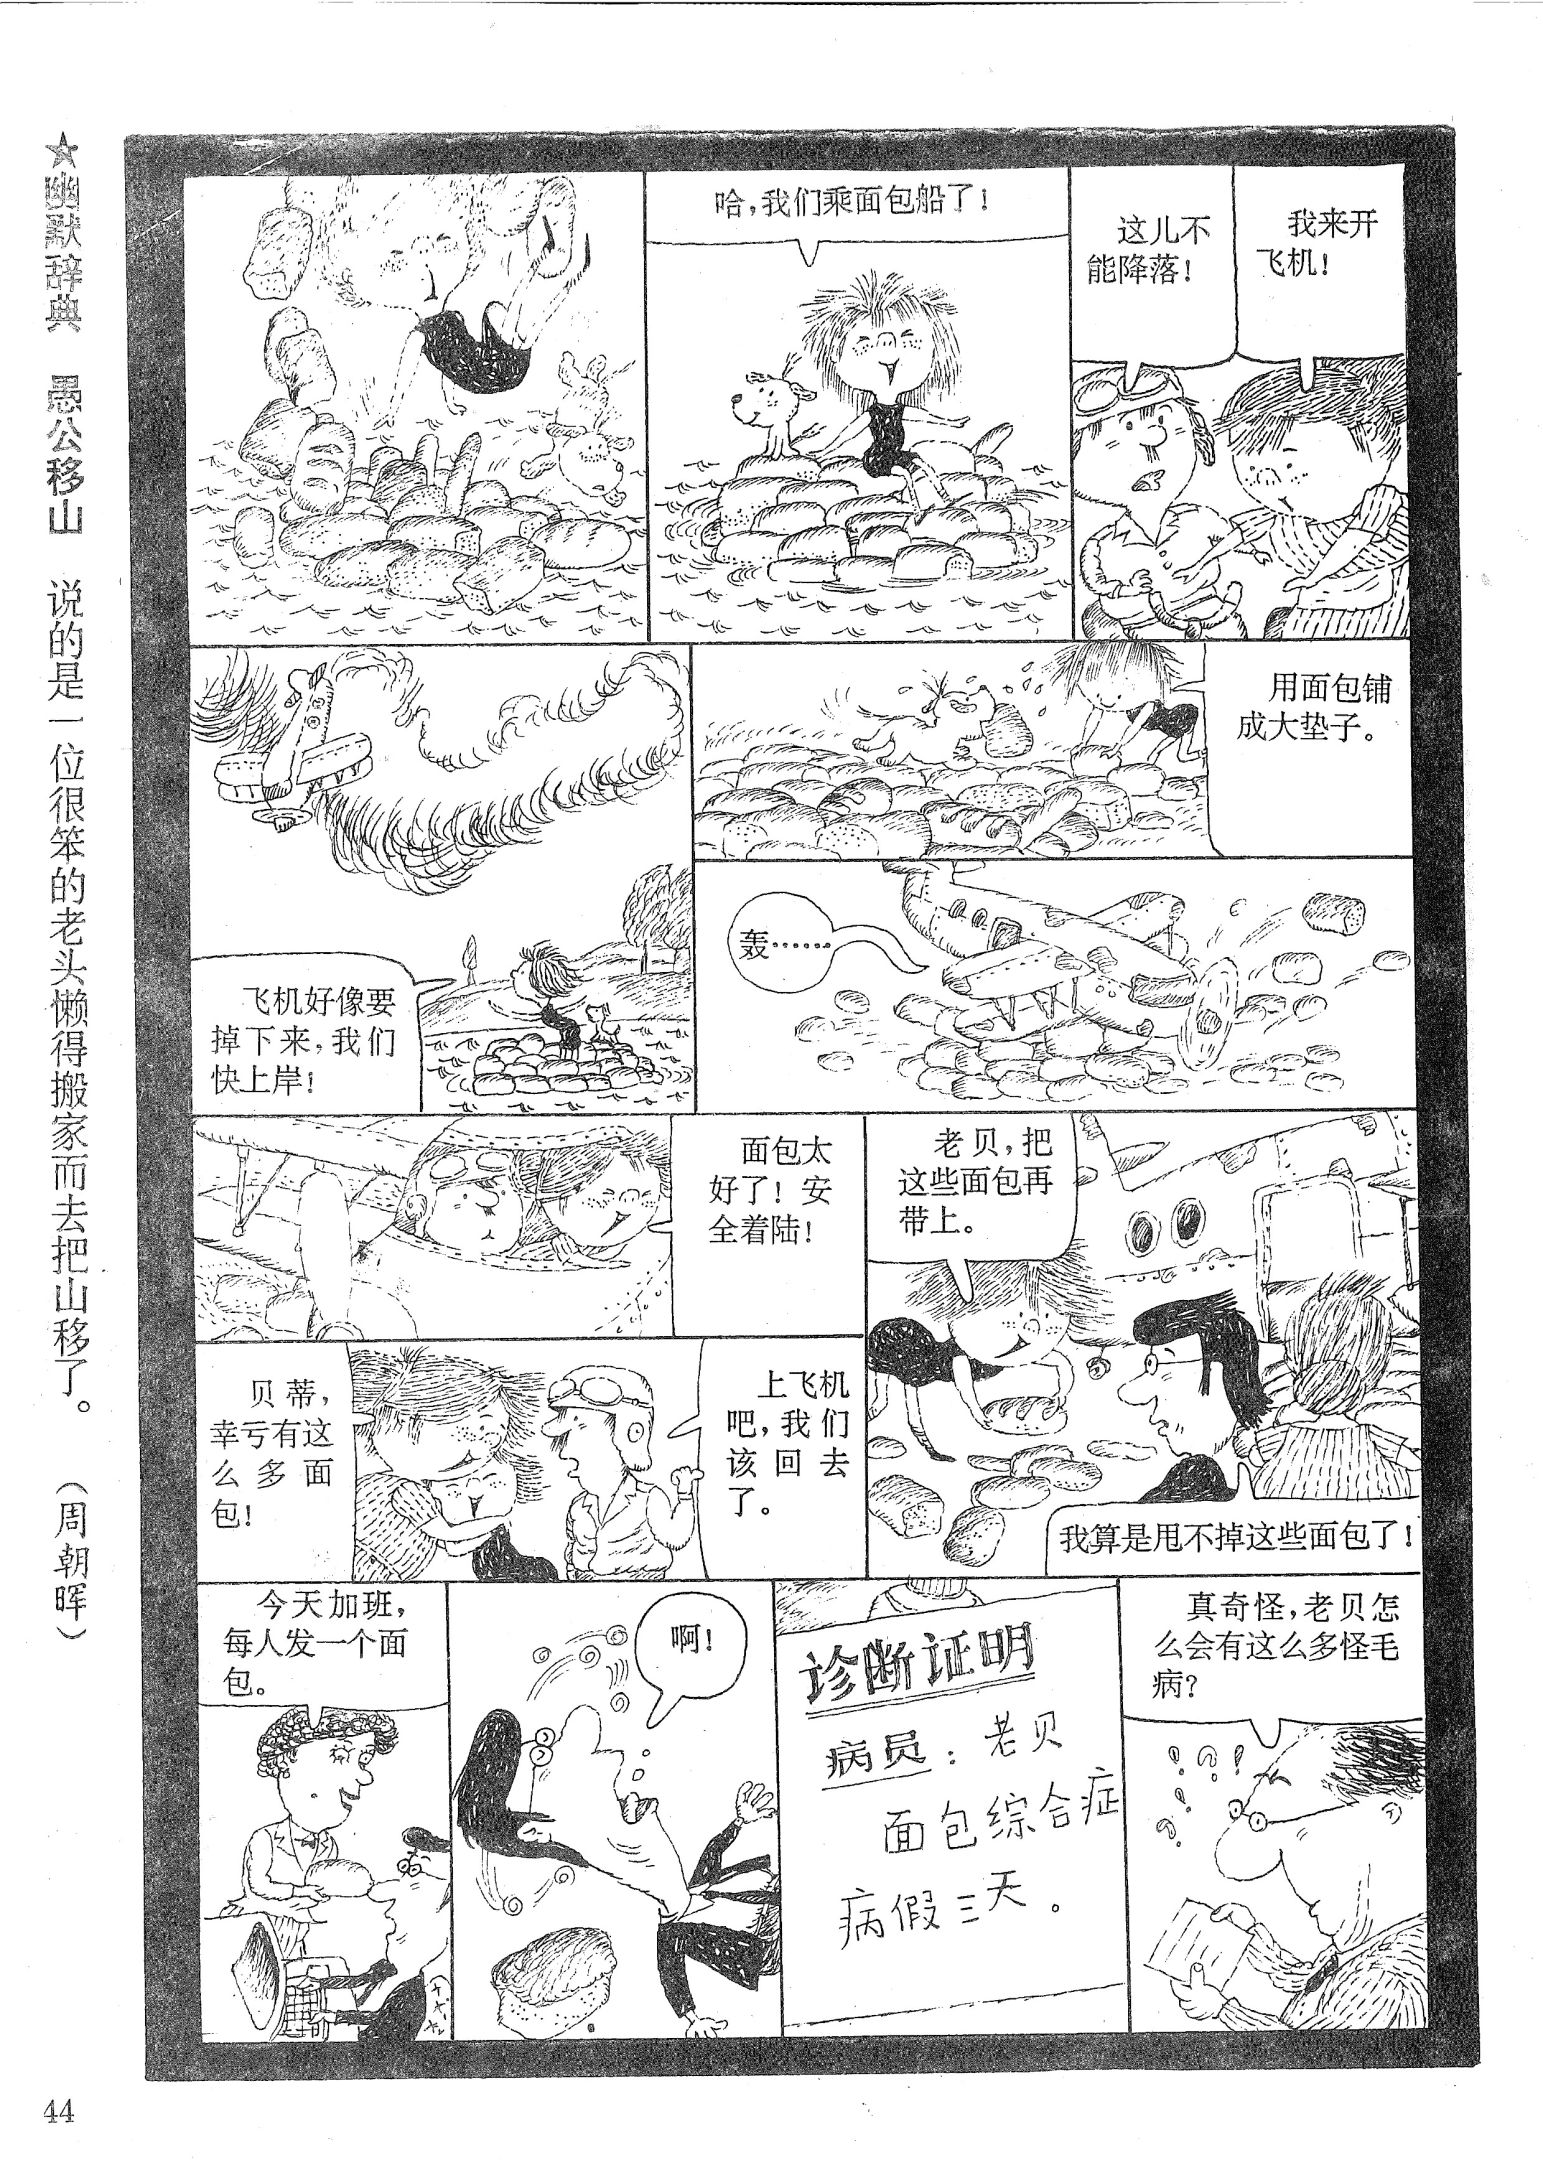 ★幽默辞典 愚公移山 说的是一位很笨的老头懒得搬家而去把山移了。 （周朝晖）
哈，我们乘面包船了！
这儿不
能降落！
我来开
飞机！
飞机好像要
掉下来，我们
快上岸！
用面包铺
成大垫子。
轰……
面包太
好了！安
全着陆！
贝蒂，
幸亏有这
么多面
包！
上飞机
吧，我们
该回去
了。
老贝，把
这些面包再
带上。
我算是甩不掉这些面包了！
今天加班，
每人发一个面
包。
啊！
诊断证明
病员：老贝
面包综合症
病假三天。
真奇怪，老贝怎
么会有这么多怪毛
病？
44